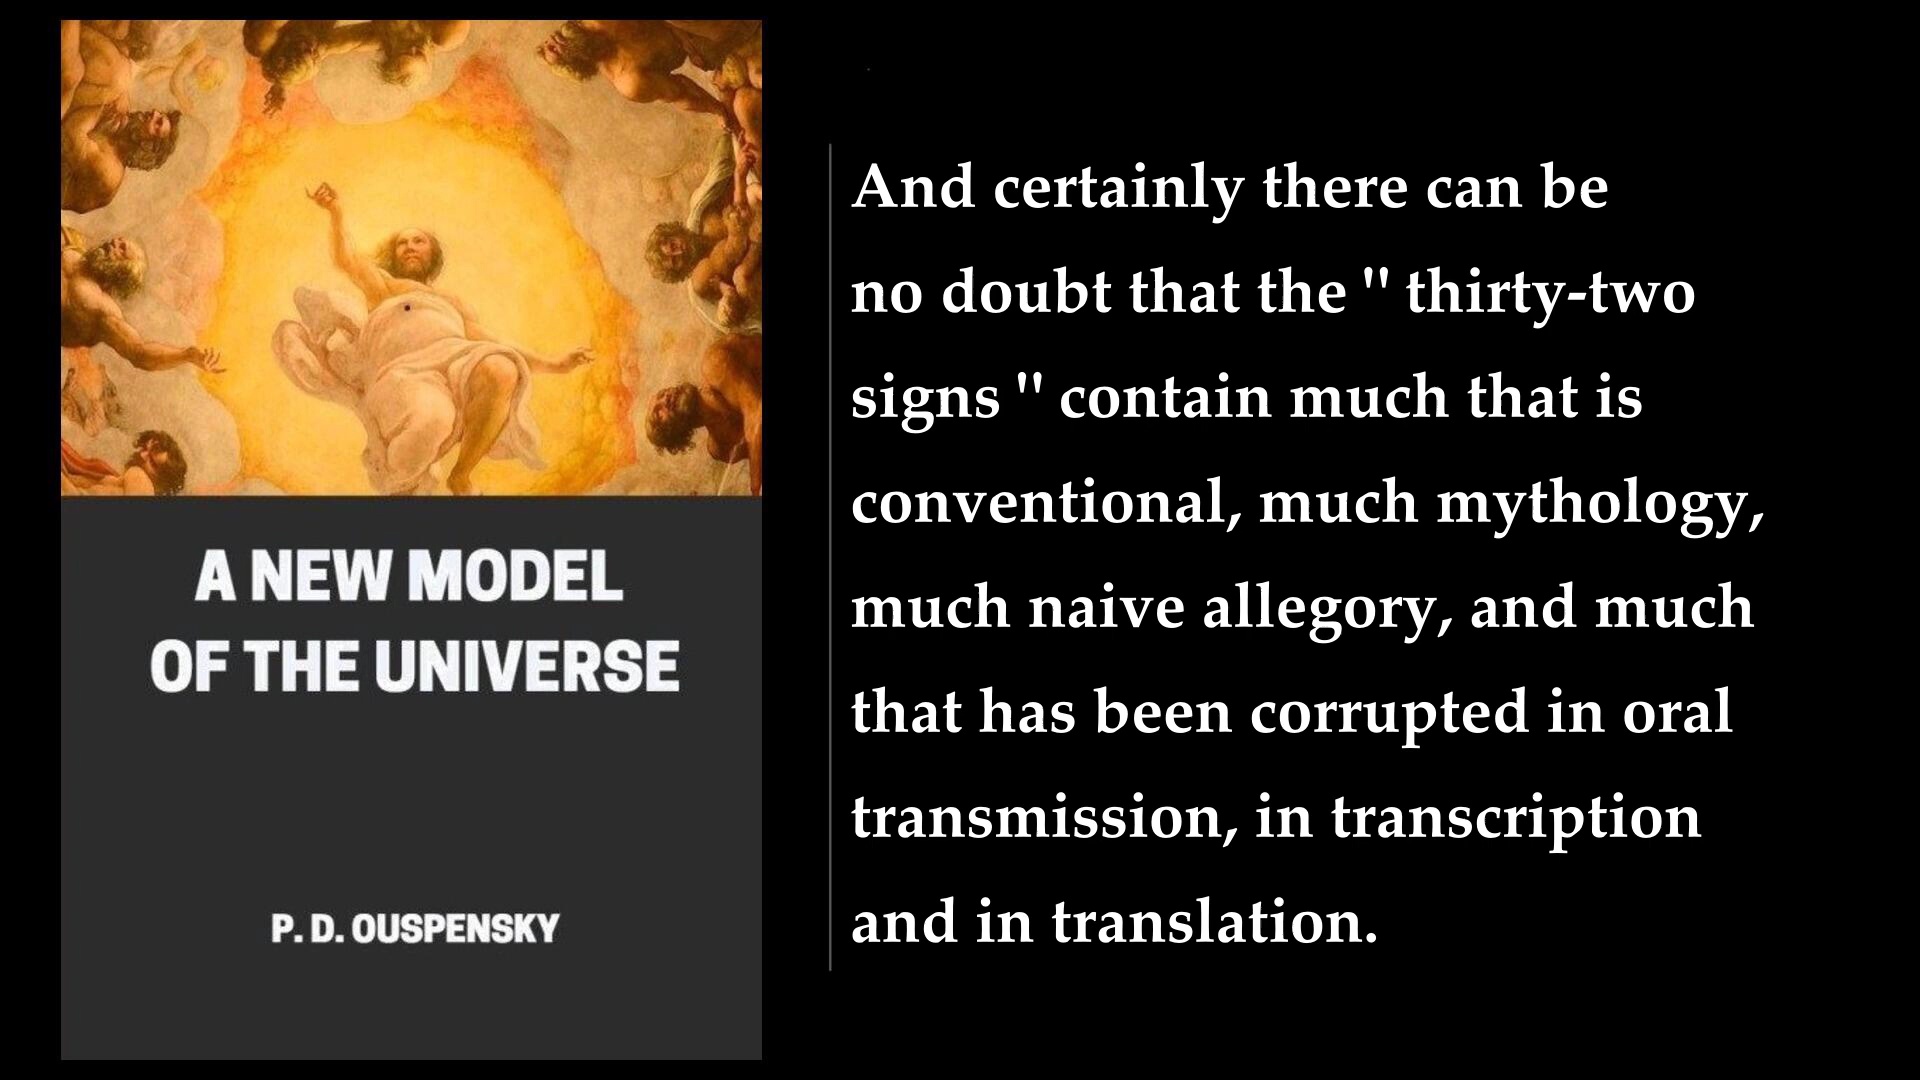 A NEW MODEL
OF THE UNIVERSE
P. D. OUSPENSKY
And certainly there can be
no doubt that the " thirty-two
signs " contain much that is
conventional, much mythology,
much naive allegory, and much
that has been corrupted in oral
transmission, in transcription
and in translation.